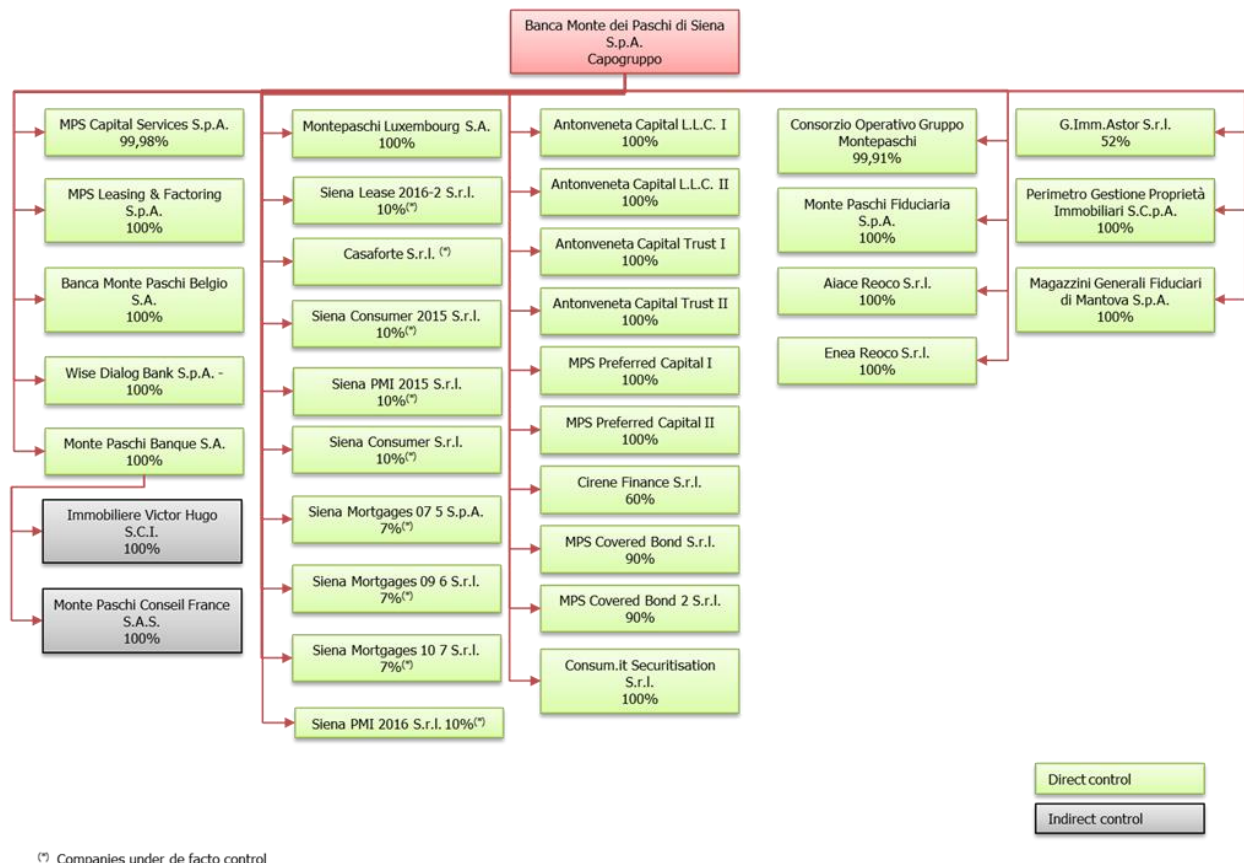 Banca Monte dei Paschi di Siena
S.p.A.
Capogruppo
MPS Capital Services S.p.A.
99,98%
MPS Leasing & Factoring
S.p.A.
100%
Banca Monte Paschi Belgio
S.A.
100%
Wise Dialog Bank S.p.A. -
100%
Monte Paschi Banque S.A.
100%
Immobiliere Victor Hugo
S.C.I.
100%
Monte Paschi Conseil France
S.A.S.
100%
Montepaschi Luxembourg S.A.
100%
Siena Lease 2016-2 S.r.l.
10%(*)
Casaforte S.r.l. (*)
Siena Consumer 2015 S.r.l.
10%(*)
Siena PMI 2015 S.r.l.
10%(*)
Siena Consumer S.r.l.
10%(*)
Siena Mortgages 07 5 S.p.A.
7%(*)
Siena Mortgages 09 6 S.r.l.
7%(*)
Siena Mortgages 10 7 S.r.l.
7%(*)
Siena PMI 2016 S.r.l. 10%(*)
Antonveneta Capital L.L.C. I
100%
Antonveneta Capital L.L.C. II
100%
Antonveneta Capital Trust I
100%
Antonveneta Capital Trust II
100%
MPS Preferred Capital I
100%
MPS Preferred Capital II
100%
Cirene Finance S.r.l.
60%
MPS Covered Bond S.r.l.
90%
MPS Covered Bond 2 S.r.l.
90%
Consum.it Securitisation
S.r.l.
100%
Consorzio Operativo Gruppo
Montepaschi
99,91%
Monte Paschi Fiduciaria
S.p.A.
100%
Aiace Reoco S.r.l.
100%
Enea Reoco S.r.l.
100%
G.Imm.Astor S.r.l.
52%
Perimetro Gestione Proprietà
Immobiliari S.C.p.A.
100%
Magazzini Generali Fiduciari
di Mantova S.p.A.
100%
Direct control
Indirect control
(*) Companies under de facto control